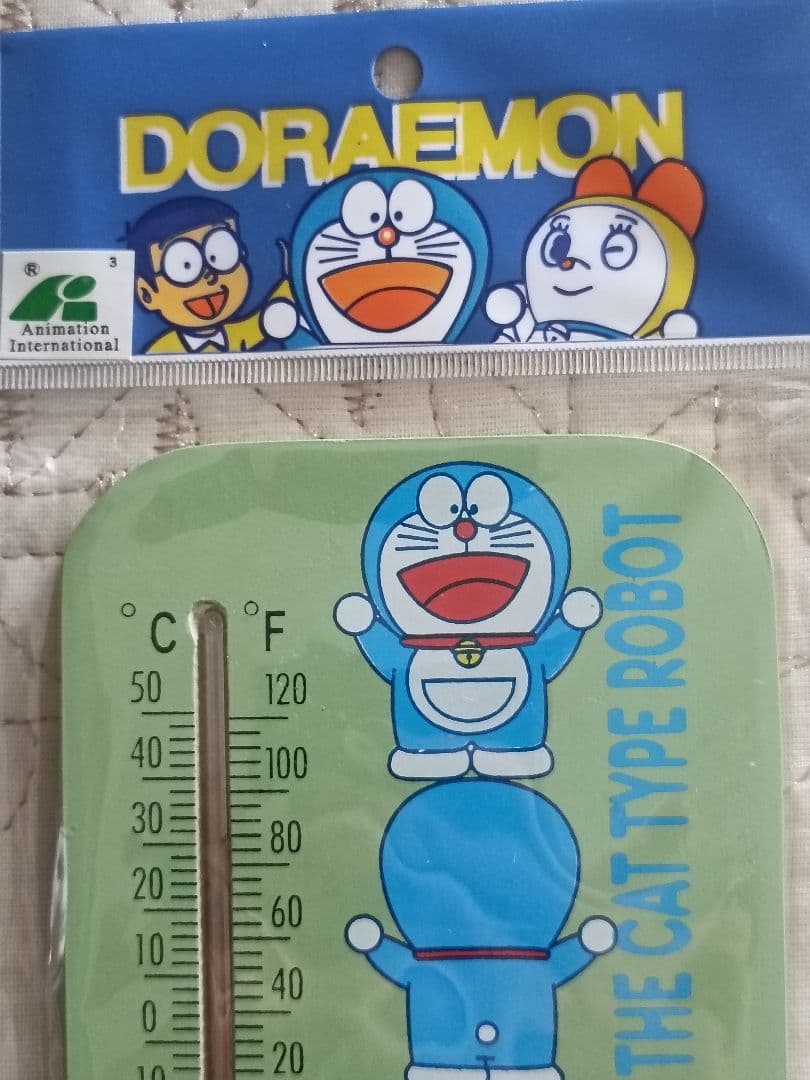 DORAEMON
® 3
Animation
International
°C °F
50 120
40 100
30 80
20 60
10 40
0 20
10
THE CAT TYPE ROBOT